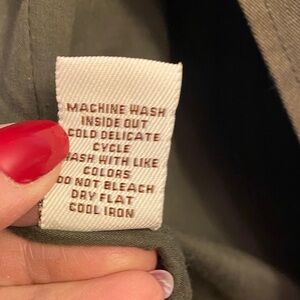 MACHINE WASH
INSIDE OUT
COLD DELICATE
CYCLE
WASH WITH LIKE
COLORS
DO NOT BLEACH
DRY FLAT
COOL IRON